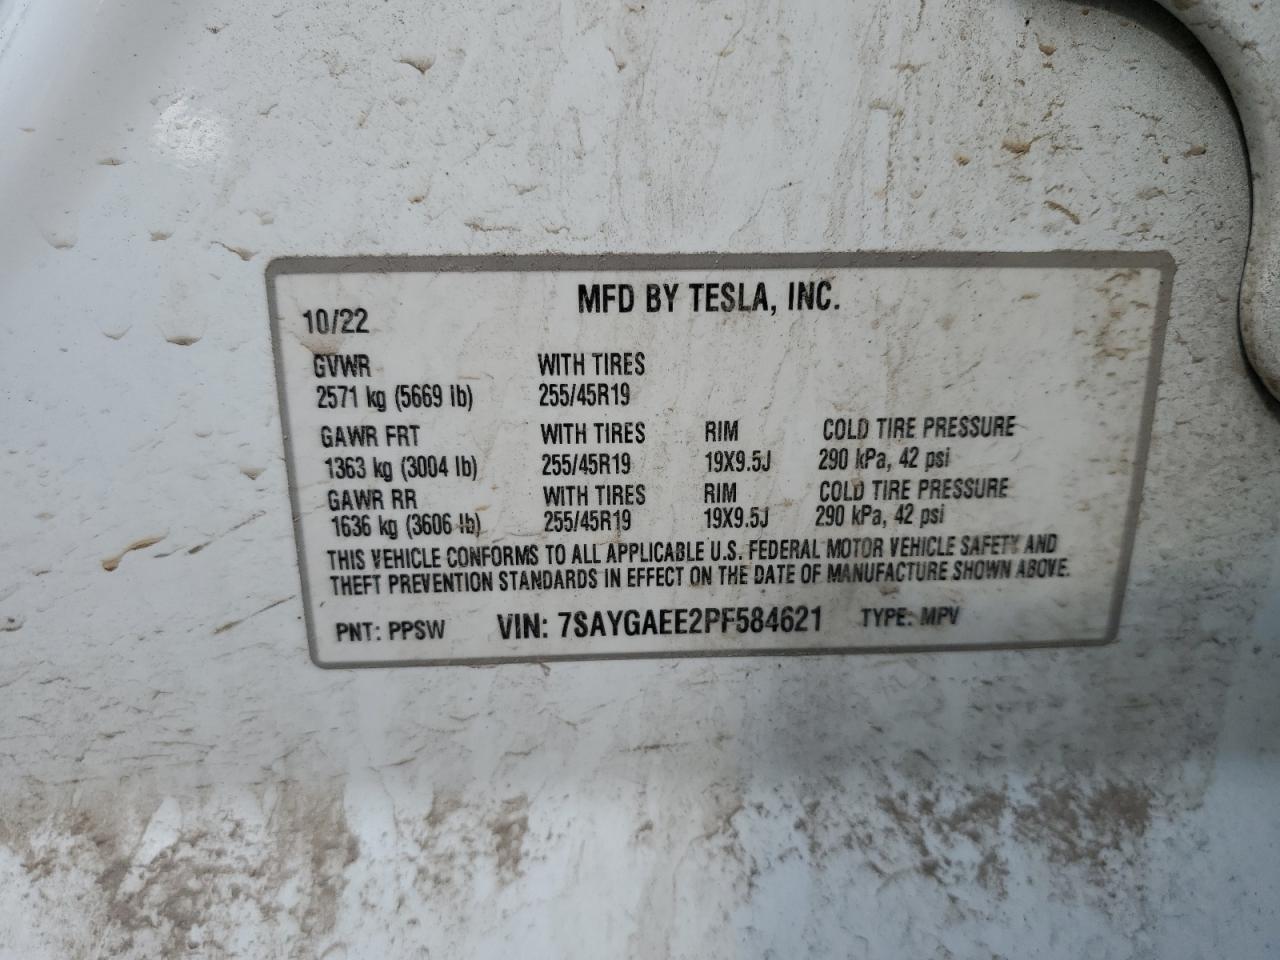 MFD BY TESLA, INC.
10/22
GVWR WITH TIRES
2571 kg (5669 lb) 255/45R19
GAWR FRT WITH TIRES RIM COLD TIRE PRESSURE
1363 kg (3004 lb) 255/45R19 19X9.5J 290 kPa, 42 psi
GAWR RR WITH TIRES RIM COLD TIRE PRESSURE
1636 kg (3606 lb) 255/45R19 19X9.5J 290 kPa, 42 psi
THIS VEHICLE CONFORMS TO ALL APPLICABLE U.S. FEDERAL MOTOR VEHICLE SAFETY AND
THEFT PREVENTION STANDARDS IN EFFECT ON THE DATE OF MANUFACTURE SHOWN ABOVE.
PNT: PPSW VIN: 7SAYGAEE2PF584621 TYPE: MPV